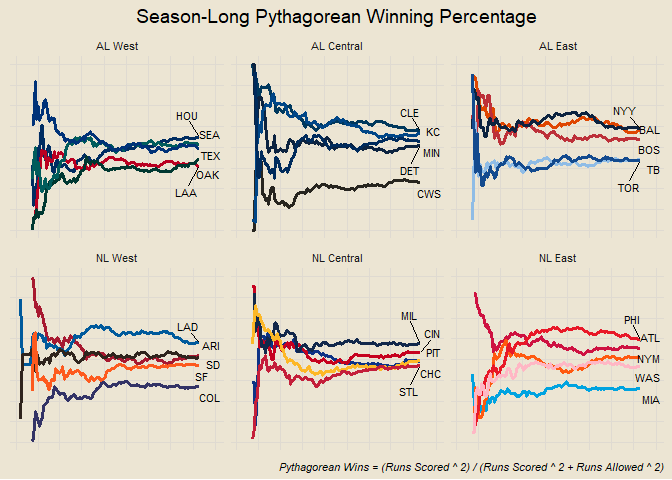 Season-Long Pythagorean Winning Percentage
AL West
AL Central
AL East
HOU
SEA
TEX
OAK
LAA
CLE
KC
MIN
DET
CWS
NYY
BAL
BOS
TB
TOR
NL West
NL Central
NL East
LAD
ARI
SD
SF
COL
MIL
CIN
PIT
CHC
STL
PHI
ATL
NYM
WAS
MIA
Pythagorean Wins = (Runs Scored ^ 2) / (Runs Scored ^ 2 + Runs Allowed ^ 2)